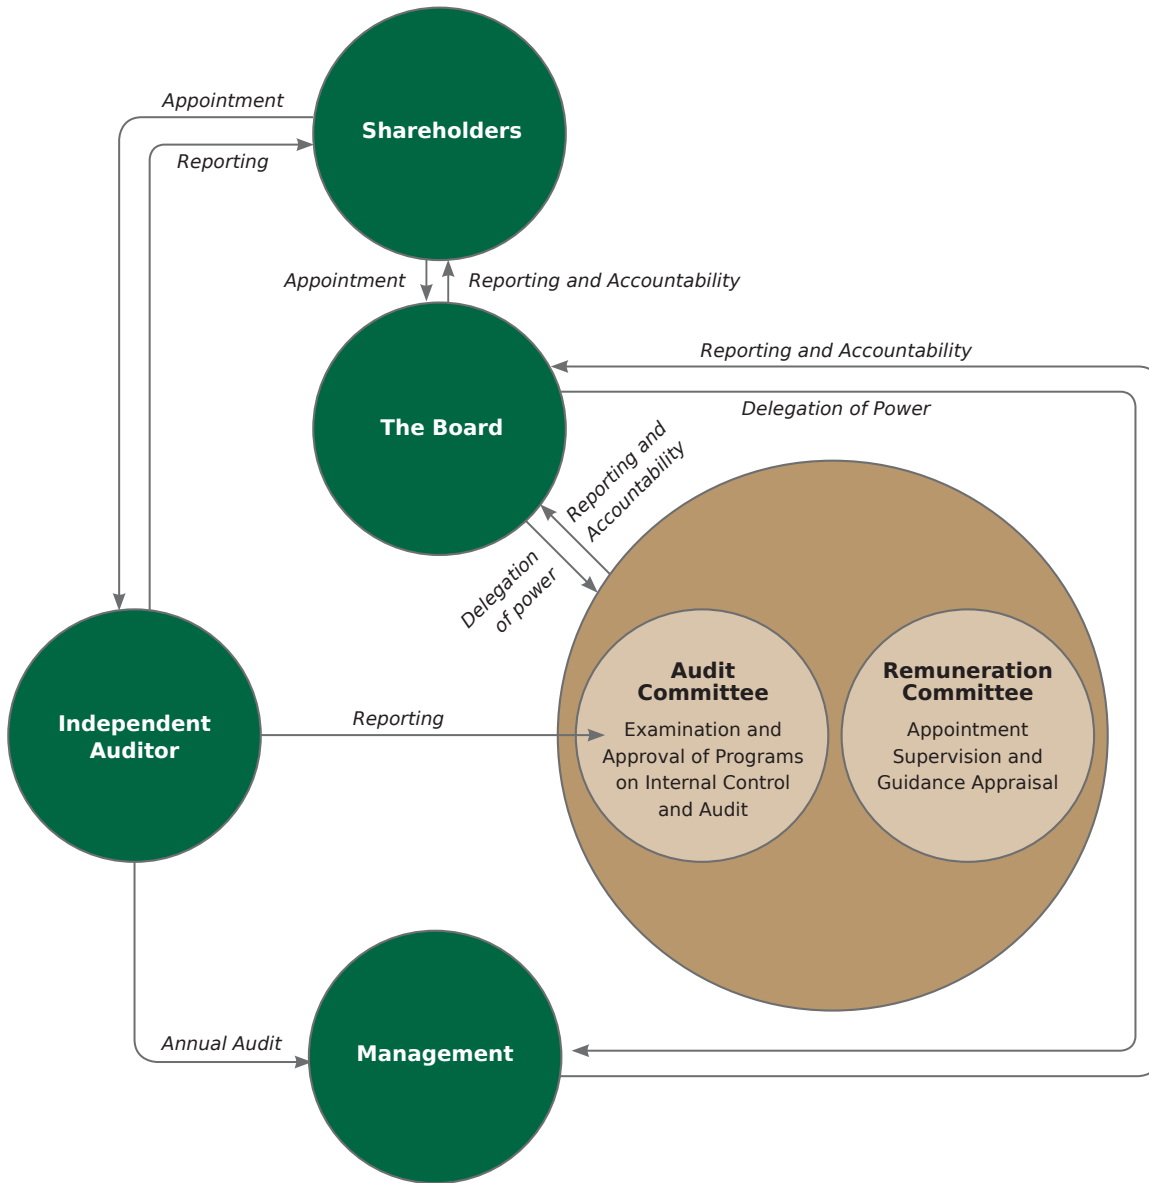 Appointment
Shareholders
Reporting
Appointment
Reporting and Accountability
Reporting and Accountability
Delegation of Power
The Board
Reporting and
Accountability
Delegation
of power
Audit
Committee
Examination and
Approval of Programs
on Internal Control
and Audit
Remuneration
Committee
Appointment
Supervision and
Guidance Appraisal
Independent
Auditor
Reporting
Annual Audit
Management